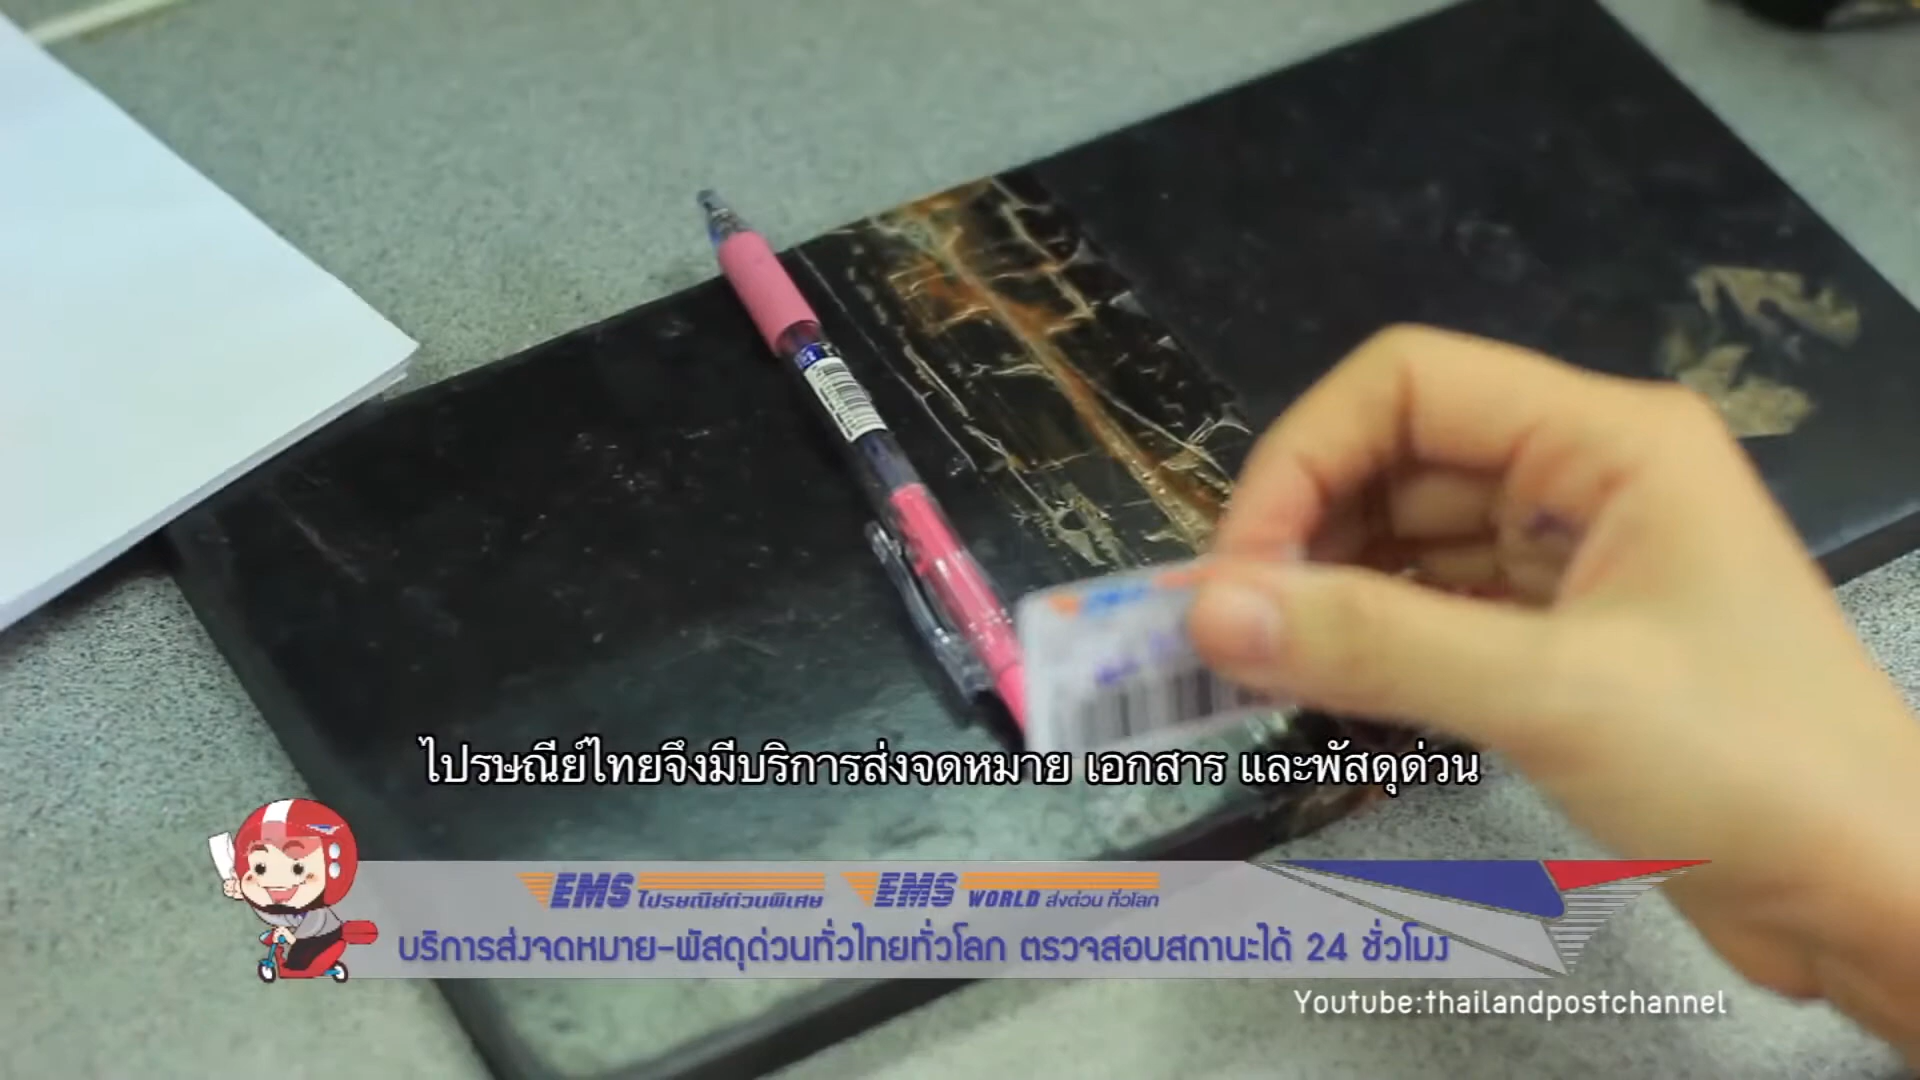 ไปรษณีย์ไทยจึงมีบริการส่งจดหมาย เอกสาร และพัสดุด่วน
EMS ไปรษณีย์ด่วนพิเศษ EMS WORLD ส่งด่วน ทั่วโลก
บริการส่งจดหมาย-พัสดุด่วนทั่วไทยทั่วโลก ตรวจสอบสถานะได้ 24 ชั่วโมง
Youtube:thailandpostchannel